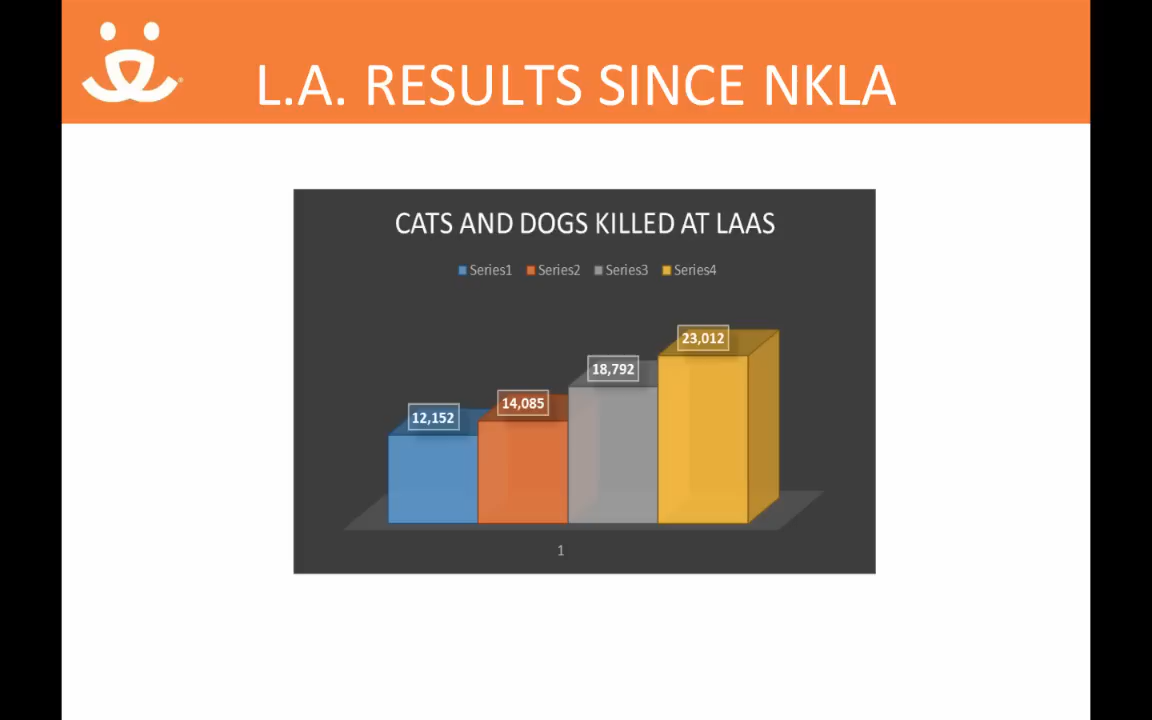 L.A. RESULTS SINCE NKLA
CATS AND DOGS KILLED AT LAAS
Series1 Series2 Series3 Series4
23,012
18,792
14,085
12,152
1